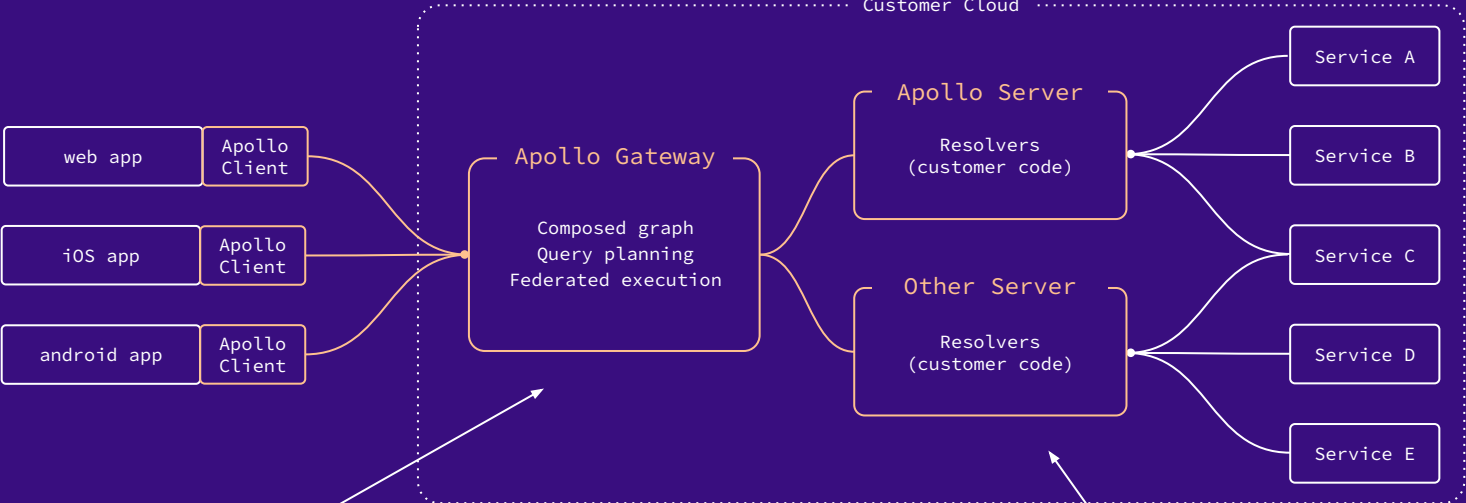 Customer Cloud
web app
Apollo
Client
iOS app
Apollo
Client
android app
Apollo
Client
Apollo Gateway
Composed graph
Query planning
Federated execution
Apollo Server
Resolvers
(customer code)
Other Server
Resolvers
(customer code)
Service A
Service B
Service C
Service D
Service E